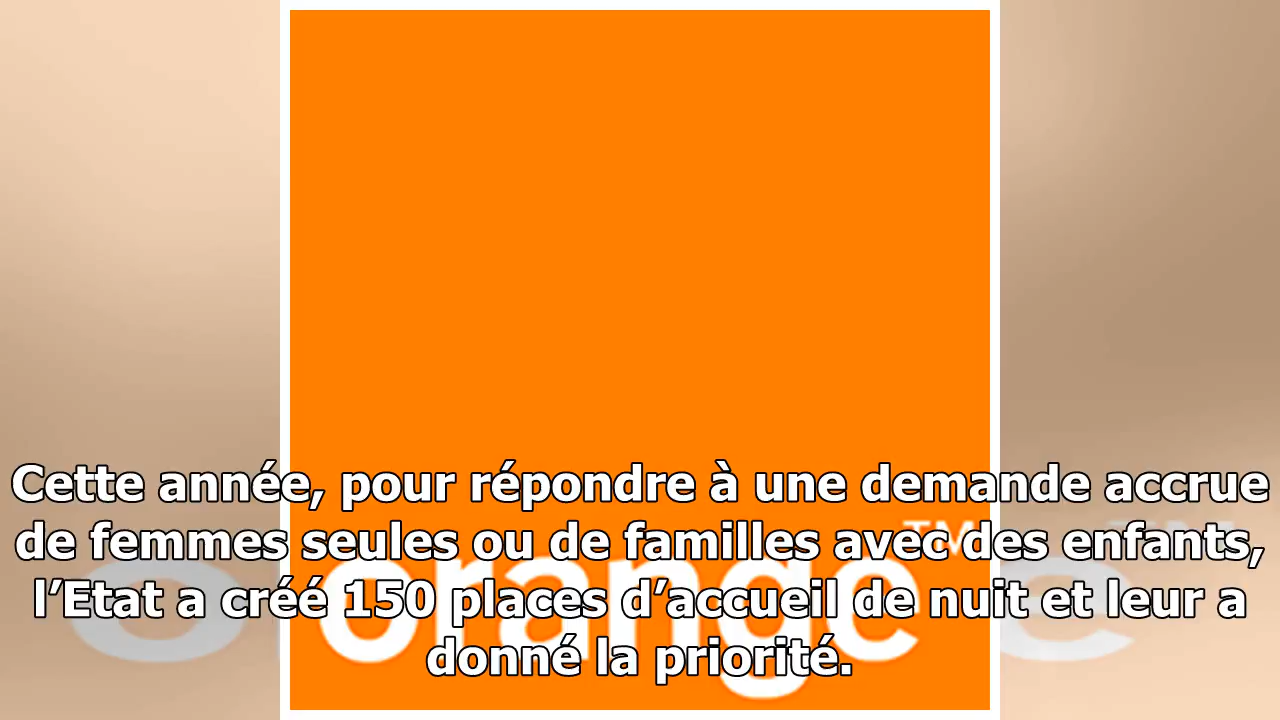 Cette année, pour répondre à une demande accrue
de femmes seules ou de familles avec des enfants,
l’Etat a créé 150 places d’accueil de nuit et leur a
donné la priorité.
orange™